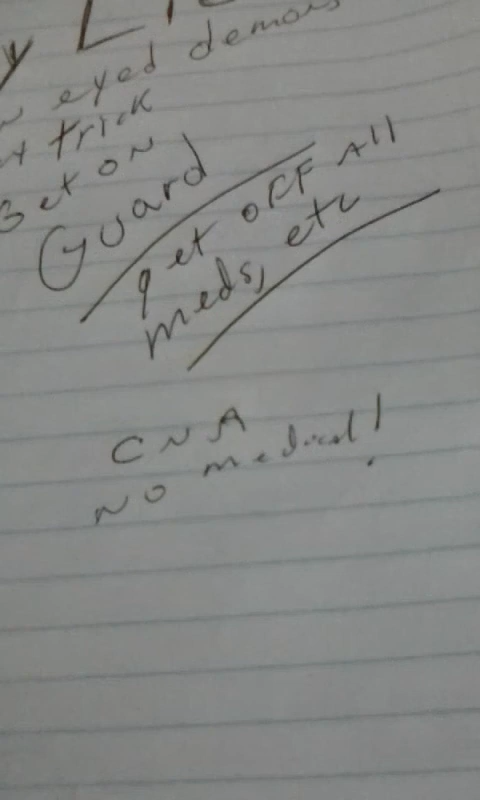 y
eyed demons
trick
Bet on
Guard
get off All
meds, etc
CNA
NO medical!